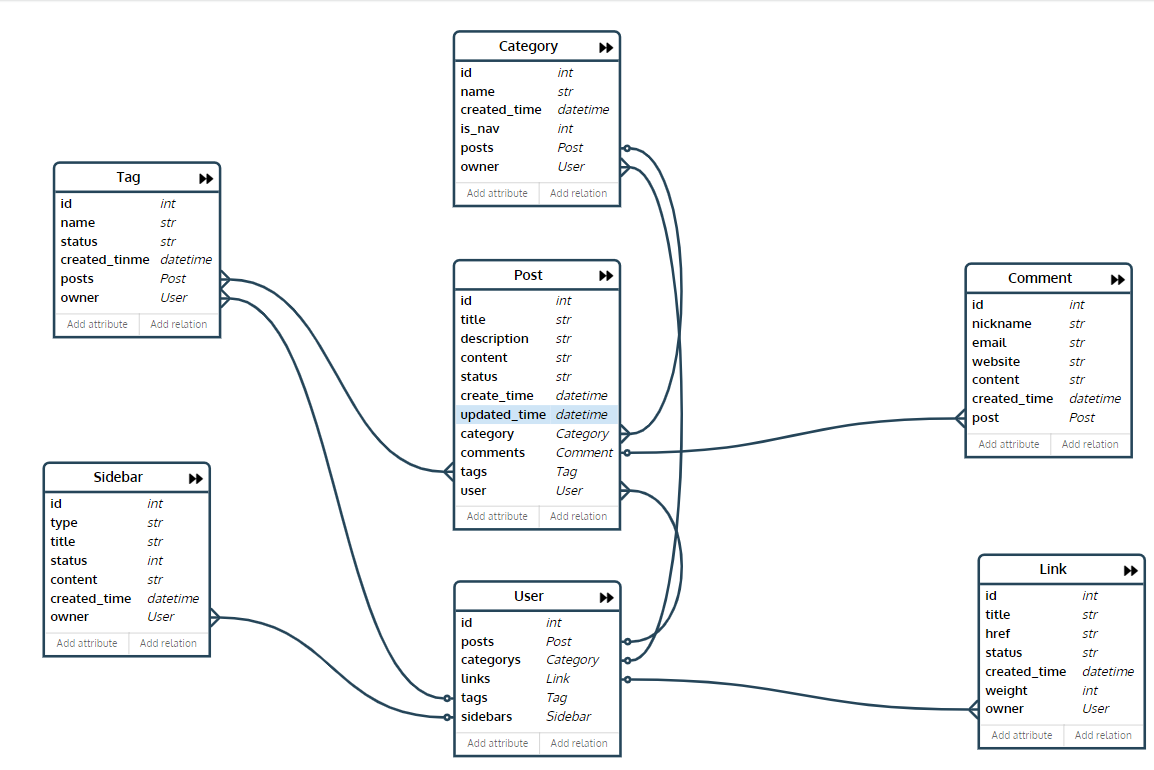 Category
id int
name str
created_time datetime
is_nav int
posts Post
owner User
Add attribute Add relation
Tag
id int
name str
status str
created_tinme datetime
posts Post
owner User
Add attribute Add relation
Post
id int
title str
description str
content str
status str
create_time datetime
updated_time datetime
category Category
comments Comment
tags Tag
user User
Add attribute Add relation
Comment
id int
nickname str
email str
website str
content str
created_time datetime
post Post
Add attribute Add relation
Sidebar
id int
type str
title str
status int
content str
created_time datetime
owner User
Add attribute Add relation
User
id int
posts Post
categorys Category
links Link
tags Tag
sidebars Sidebar
Add attribute Add relation
Link
id int
title str
href str
status str
created_time datetime
weight int
owner User
Add attribute Add relation